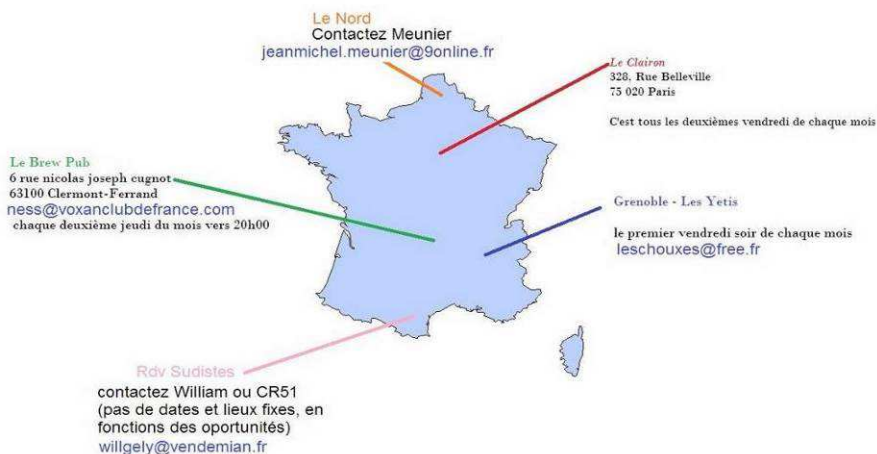 Le Nord
Contactez Meunier
jeanmichel.meunier@9online.fr
Le Clairon
328, Rue Belleville
75 020 Paris
C'est tous les deuxièmes vendredi de chaque mois
Le Brew Pub
6 rue nicolas joseph cugnot
63100 Clermont-Ferrand
ness@voxanclubdefrance.com
chaque deuxième jeudi du mois vers 20h00
Grenoble - Les Yetis
le premier vendredi soir de chaque mois
leschouxes@free.fr
Rdv Sudistes
contactez William ou CR51
(pas de dates et lieux fixes, en
fonctions des oportunités)
willgely@vendemian.fr